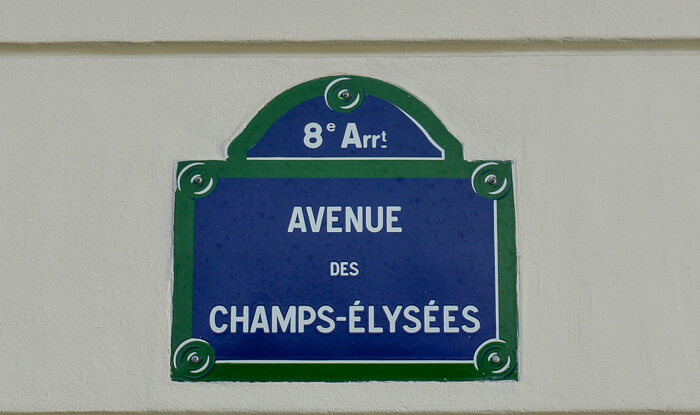 8e Arrt
AVENUE
DES
CHAMPS-ÉLYSÉES